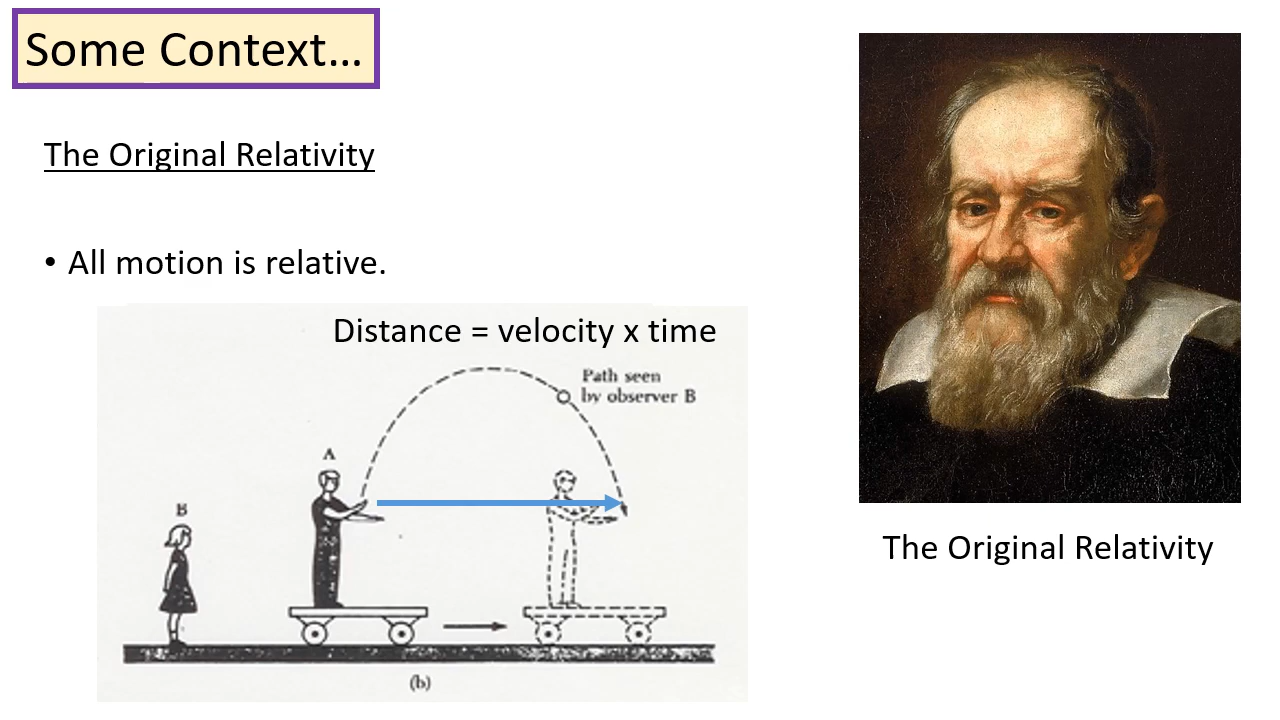 Some Context…
The Original Relativity
• All motion is relative.
Distance = velocity x time
Path seen
by observer B
A
B
(b)
The Original Relativity